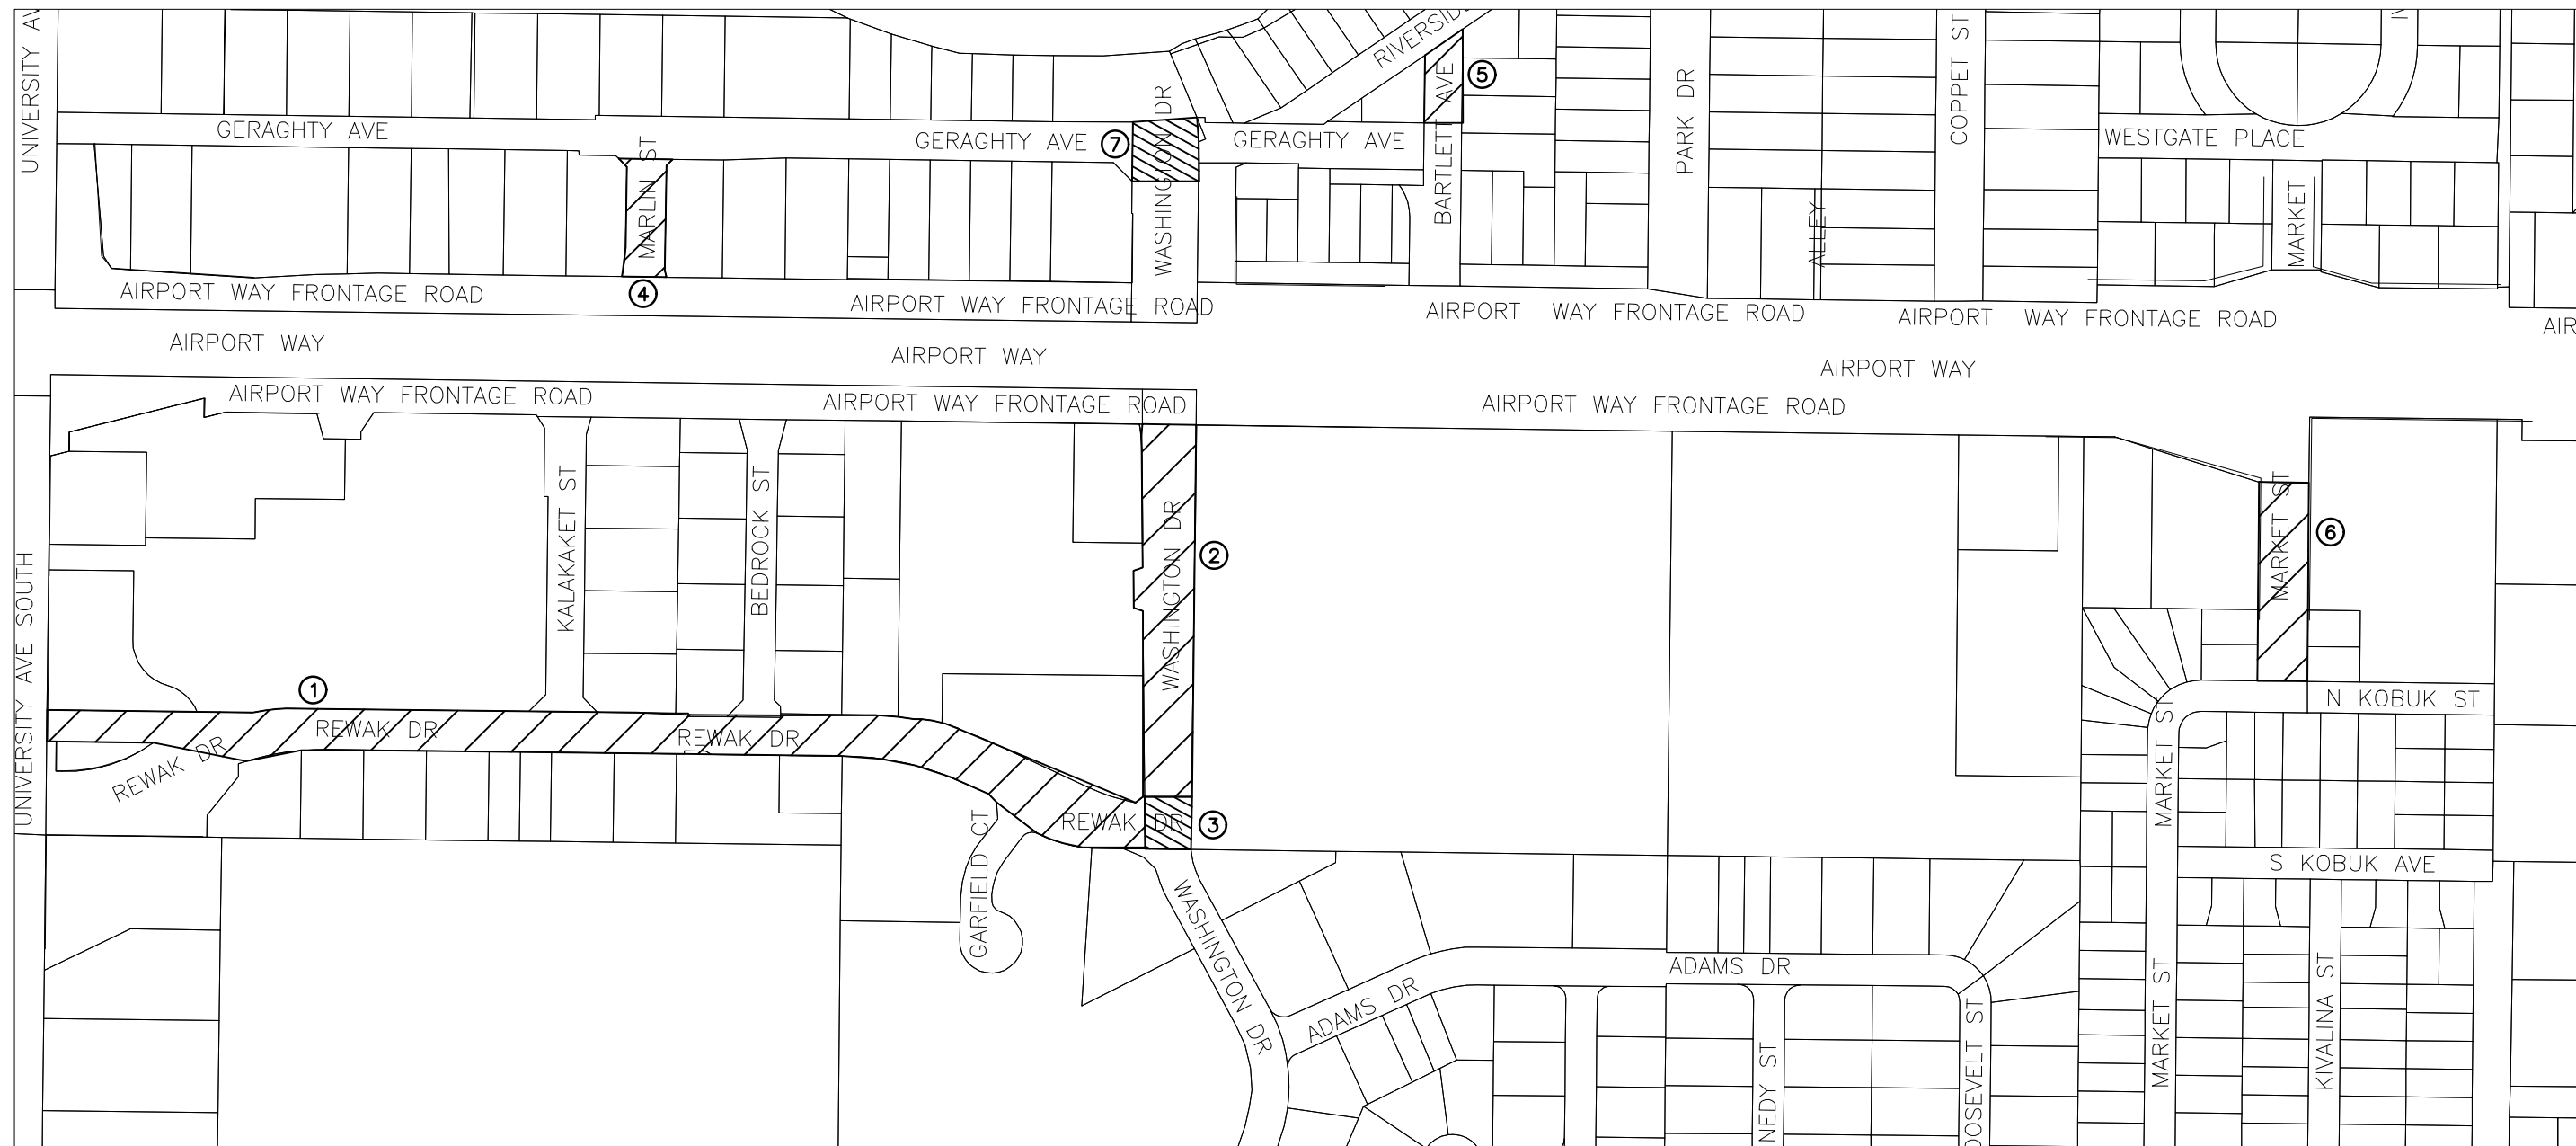 UNIVERSITY AV
GERAGHTY AVE
MARLIN ST
GERAGHTY AVE
7
WASHINGTON DR
GERAGHTY AVE
BARTLETT AVE
5
PARK DR
ALLEY
COPPET ST
WESTGATE PLACE
MARKET
4
AIRPORT WAY FRONTAGE ROAD
AIRPORT WAY FRONTAGE ROAD
AIRPORT WAY FRONTAGE ROAD
AIRPORT WAY FRONTAGE ROAD
AIR
AIRPORT WAY
AIRPORT WAY
AIRPORT WAY
AIRPORT WAY FRONTAGE ROAD
AIRPORT WAY FRONTAGE ROAD
AIRPORT WAY FRONTAGE ROAD
UNIVERSITY AVE SOUTH
KALAKAKET ST
BEDROCK ST
WASHINGTON DR
2
MARKET ST
6
1
REWAK DR
REWAK DR
REWAK DR
REWAK DR
3
GARFIELD CT
WASHINGTON DR
N KOBUK ST
MARKET ST
S KOBUK AVE
ADAMS DR
ADAMS DR
MARKET ST
KIVALINA ST